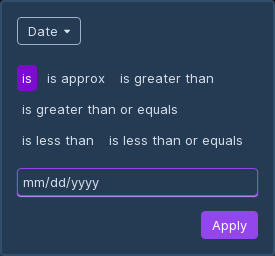 Date
is is approx is greater than
is greater than or equals
is less than is less than or equals
mm/dd/yyyy
Apply